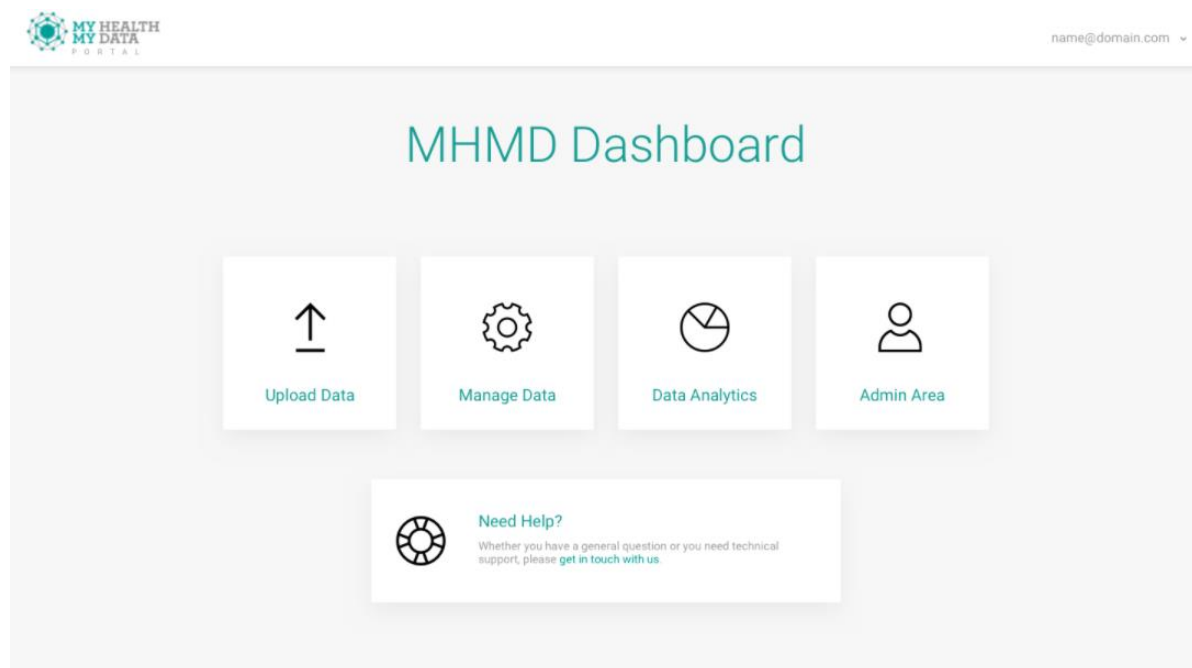 MY HEALTH
MY DATA
PORTAL
name@domain.com
MHMD Dashboard
Upload Data
Manage Data
Data Analytics
Admin Area
Need Help?
Whether you have a general question or you need technical
support, please get in touch with us.